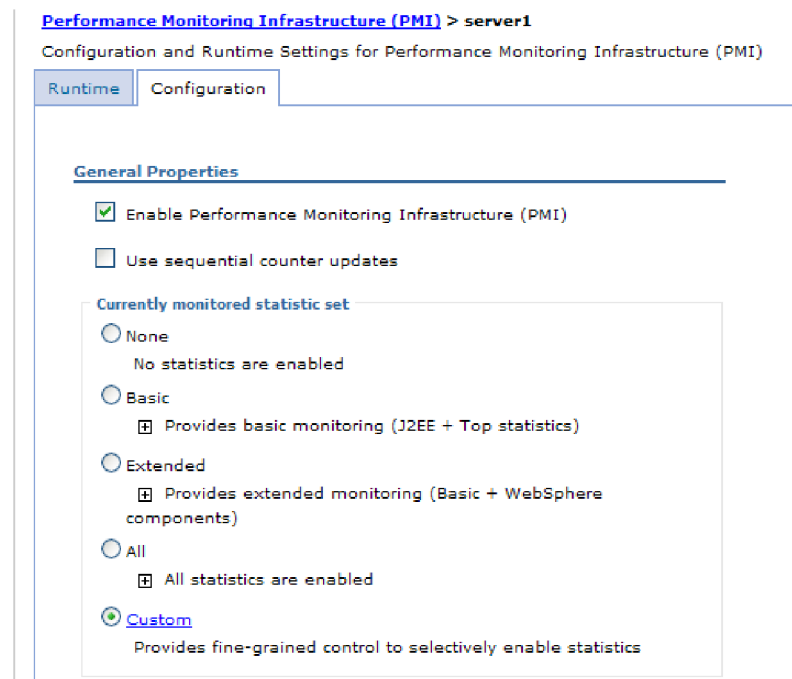 Performance Monitoring Infrastructure (PMI) > server1
Configuration and Runtime Settings for Performance Monitoring Infrastructure (PMI)
Runtime Configuration
General Properties
Enable Performance Monitoring Infrastructure (PMI)
Use sequential counter updates
Currently monitored statistic set
None
No statistics are enabled
Basic
Provides basic monitoring (J2EE + Top statistics)
Extended
Provides extended monitoring (Basic + WebSphere
components)
All
All statistics are enabled
Custom
Provides fine-grained control to selectively enable statistics